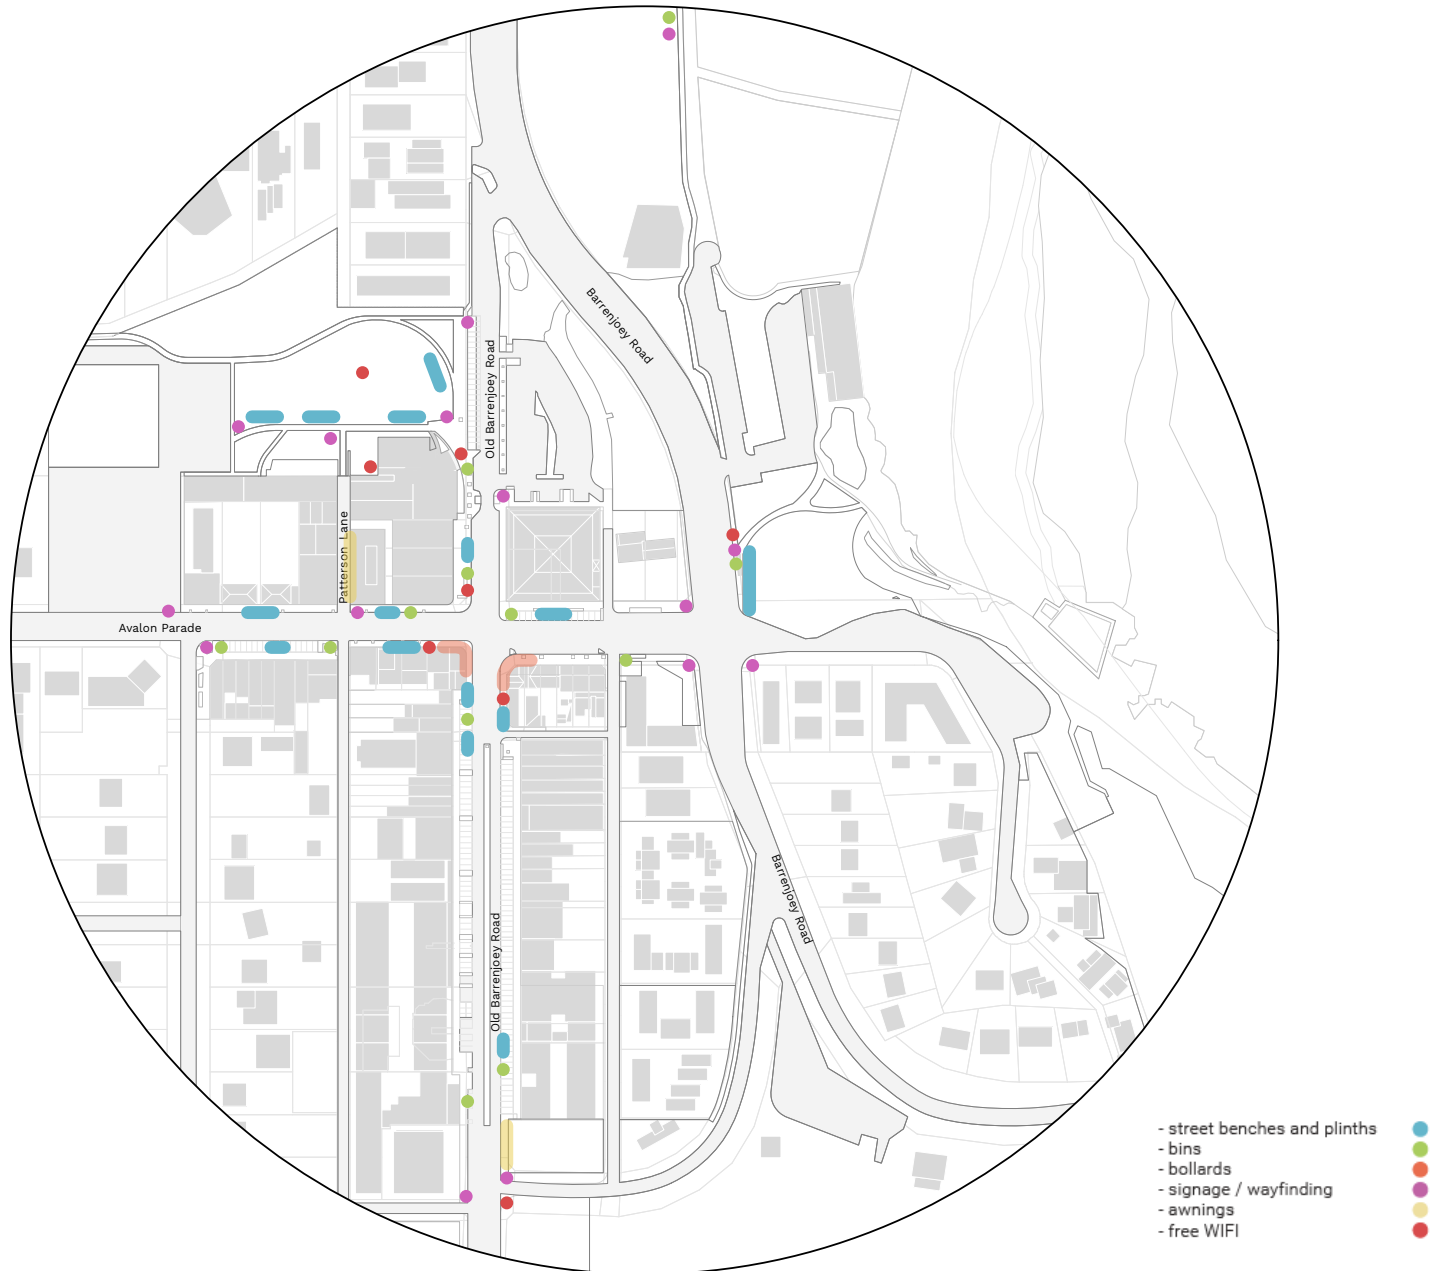 Barrenjoey Road
Old Barrenjoey Road
Patterson Lane
Avalon Parade
Barrenjoey Road
Old Barrenjoey Road
- street benches and plinths
- bins
- bollards
- signage / wayfinding
- awnings
- free WIFI